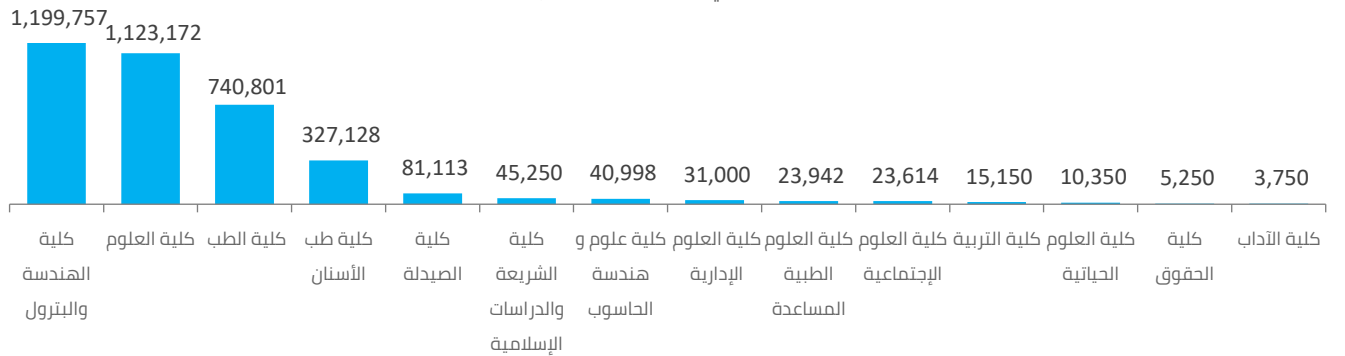 1,199,757
1,123,172
740,801
327,128
81,113
45,250
40,998
31,000
23,942
23,614
15,150
10,350
5,250
3,750
كلية
الهندسة
والبترول
كلية العلوم
كلية الطب
كلية طب
الأسنان
كلية
الصيدلة
كلية
الشريعة
والدراسات
الإسلامية
كلية علوم و
هندسة
الحاسوب
كلية العلوم
الإدارية
كلية العلوم
الطبية
المساعدة
كلية العلوم
الإجتماعية
كلية التربية
كلية العلوم
الحياتية
كلية
الحقوق
كلية الآداب